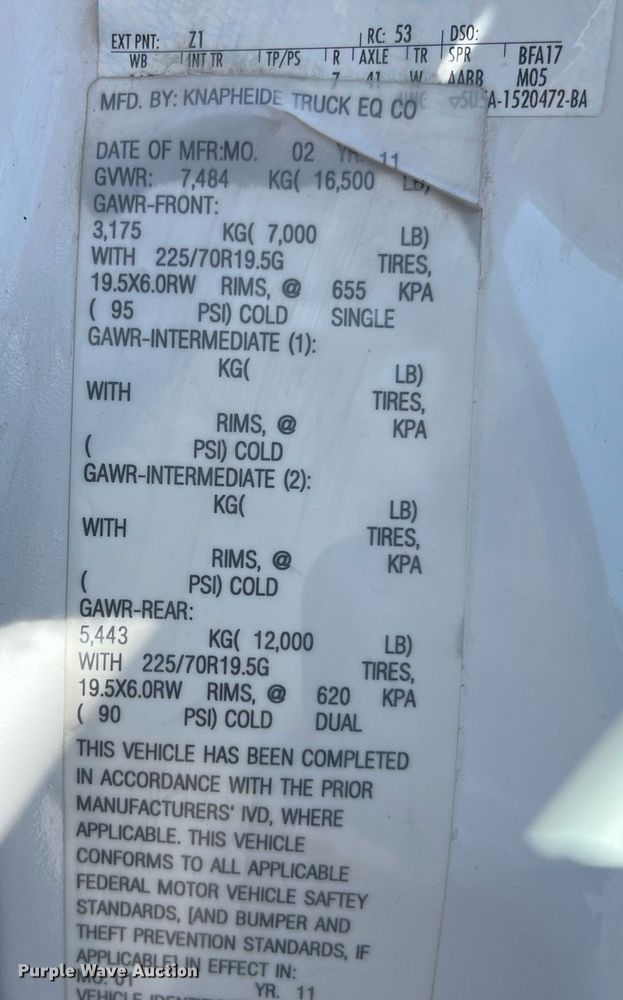 EXT PNT: Z1 RC: 53 DSO:
WB INT TR TP/PS R AXLE TR SPR BFA17
7 41 W AABB M05
A-1520472-BA
MFD. BY: KNAPHEIDE TRUCK EQ CO
DATE OF MFR:MO. 02 YR. 11
GVWR: 7,484 KG( 16,500 LB)
GAWR-FRONT:
3,175 KG( 7,000 LB)
WITH 225/70R19.5G TIRES,
19.5X6.0RW RIMS, @ 655 KPA
( 95 PSI) COLD SINGLE
GAWR-INTERMEDIATE (1):
KG( LB)
WITH TIRES,
RIMS, @ KPA
( PSI) COLD
GAWR-INTERMEDIATE (2):
KG( LB)
WITH TIRES,
RIMS, @ KPA
( PSI) COLD
GAWR-REAR:
5,443 KG( 12,000 LB)
WITH 225/70R19.5G TIRES,
19.5X6.0RW RIMS, @ 620 KPA
( 90 PSI) COLD DUAL
THIS VEHICLE HAS BEEN COMPLETED
IN ACCORDANCE WITH THE PRIOR
MANUFACTURERS' IVD, WHERE
APPLICABLE. THIS VEHICLE
CONFORMS TO ALL APPLICABLE
FEDERAL MOTOR VEHICLE SAFTEY
STANDARDS, [AND BUMPER AND
THEFT PREVENTION STANDARDS, IF
APPLICABLE] IN EFFECT IN:
MO. 01 YR. 11
VEHICLE
Purple Wave Auction